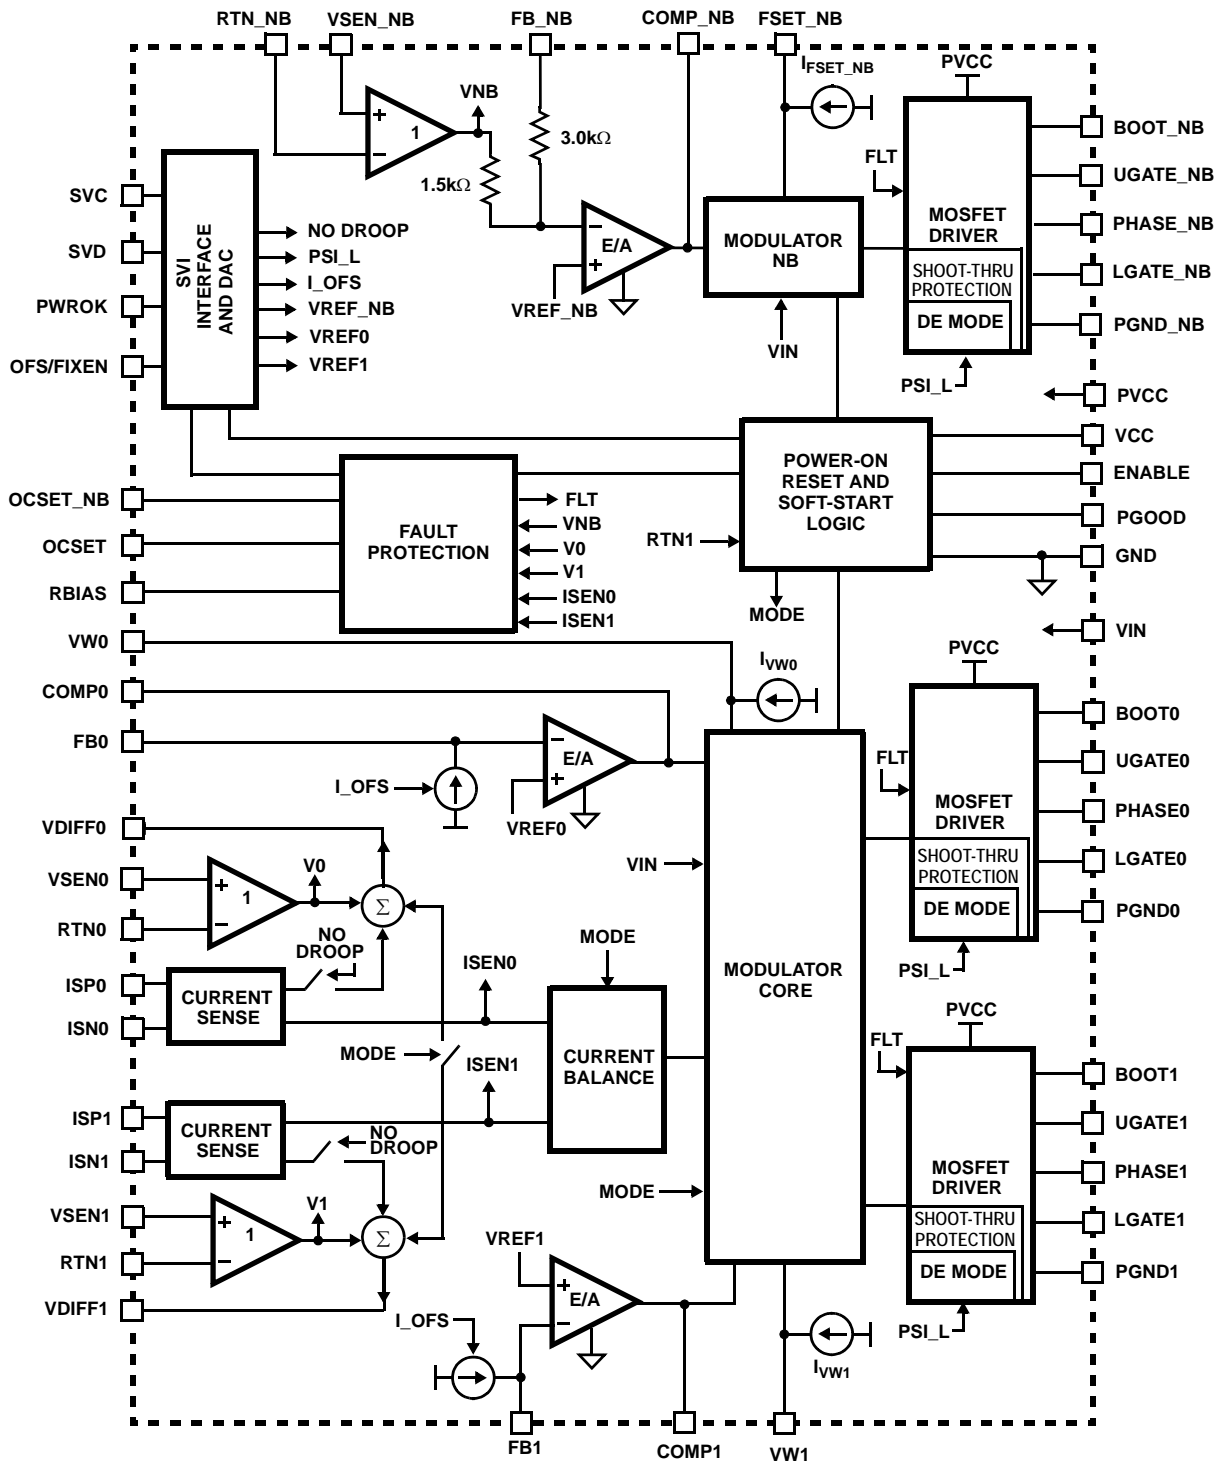 RTN_NB
VSEN_NB
FB_NB
COMP_NB
FSET_NB
IFSET_NB
PVCC
VNB
+
1
−
3.0kΩ
1.5kΩ
FLT
MOSFET
DRIVER
SHOOT-THRU
PROTECTION
DE MODE
PSI_L
BOOT_NB
UGATE_NB
PHASE_NB
LGATE_NB
PGND_NB
SVC
SVD
PWROK
OFS/FIXEN
SVI
INTERFACE
AND DAC
NO DROOP
PSI_L
I_OFS
VREF_NB
VREF0
VREF1
−
E/A
+
VREF_NB
MODULATOR
NB
VIN
PVCC
VCC
ENABLE
PGOOD
GND
VIN
POWER-ON
RESET AND
SOFT-START
LOGIC
RTN1
MODE
OCSET_NB
OCSET
RBIAS
FAULT
PROTECTION
FLT
VNB
V0
V1
ISEN0
ISEN1
VW0
COMP0
FB0
IVW0
−
E/A
+
I_OFS
VREF0
PVCC
FLT
MOSFET
DRIVER
SHOOT-THRU
PROTECTION
DE MODE
PSI_L
BOOT0
UGATE0
PHASE0
LGATE0
PGND0
VDIFF0
VSEN0
RTN0
+
1
−
V0
Σ
NO
DROOP
ISP0
ISN0
CURRENT
SENSE
ISEN0
MODE
VIN
MODULATOR
CORE
CURRENT
BALANCE
MODE
ISEN1
ISP1
ISN1
CURRENT
SENSE
NO
DROOP
MODE
VSEN1
RTN1
VDIFF1
+
1
−
V1
Σ
VREF1
+
E/A
−
I_OFS
IVW1
PVCC
FLT
MOSFET
DRIVER
SHOOT-THRU
PROTECTION
DE MODE
PSI_L
BOOT1
UGATE1
PHASE1
LGATE1
PGND1
FB1
COMP1
VW1